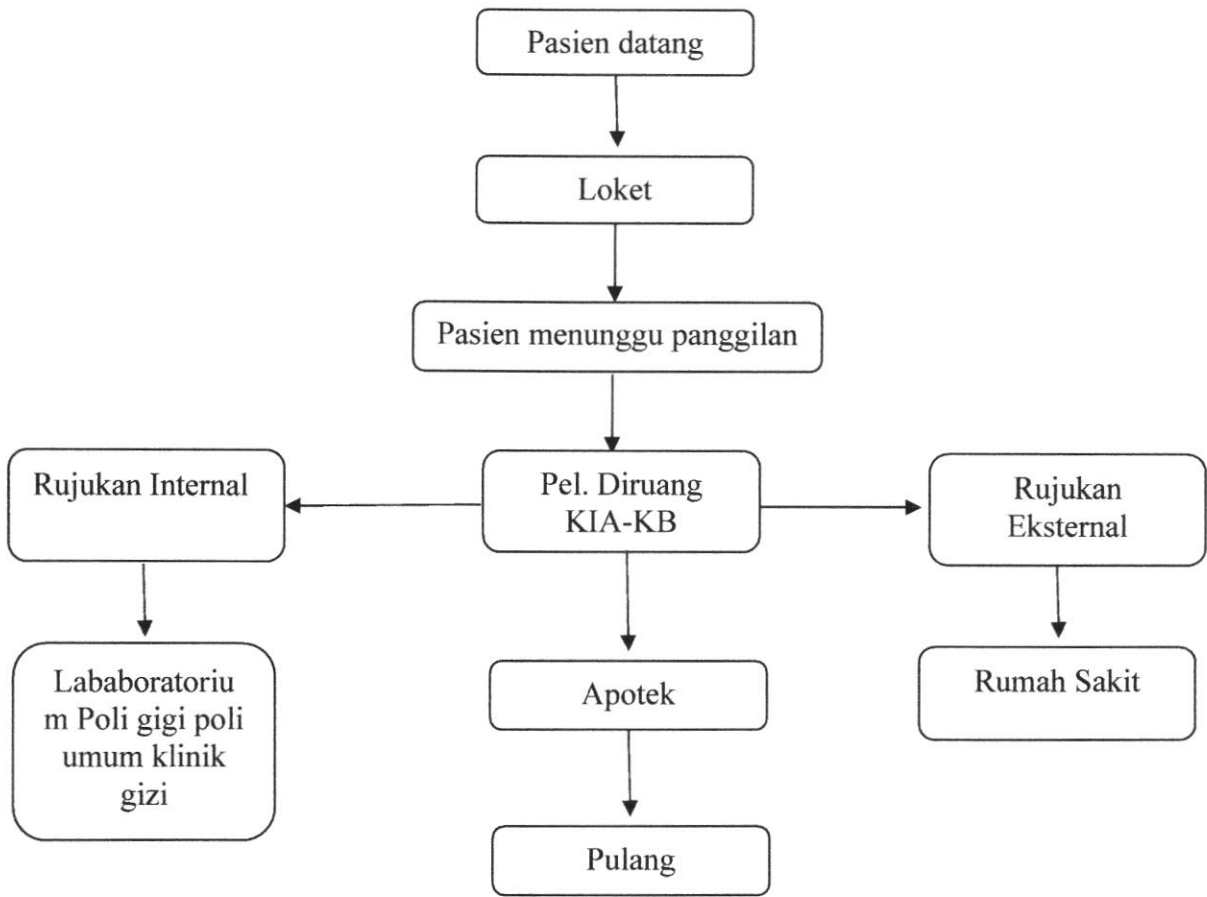 Pasien datang
Loket
Pasien menunggu panggilan
Rujukan Internal
Pel. Diruang
KIA-KB
Rujukan
Eksternal
Lababoratoriu
m Poli gigi poli
umum klinik
gizi
Apotek
Rumah Sakit
Pulang